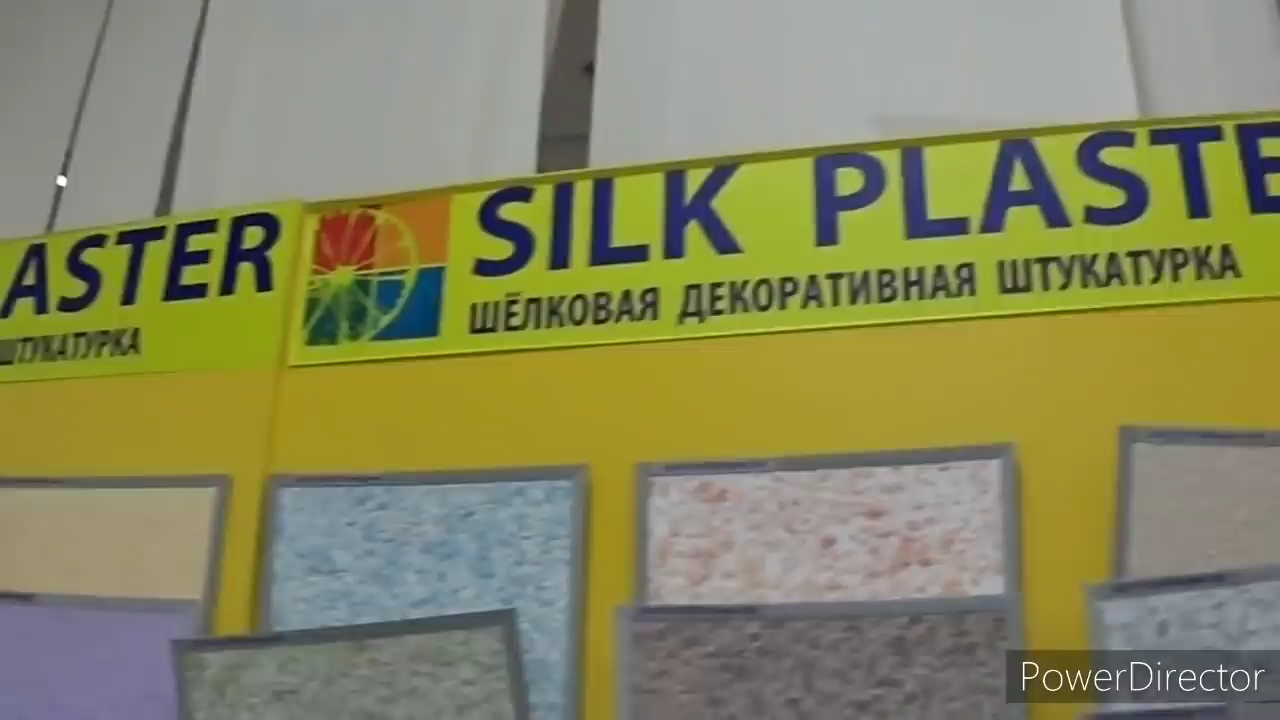 ASTER
ШТУКАТУРКА
SILK PLASTE
ШЁЛКОВАЯ ДЕКОРАТИВНАЯ ШТУКАТУРКА
PowerDirector